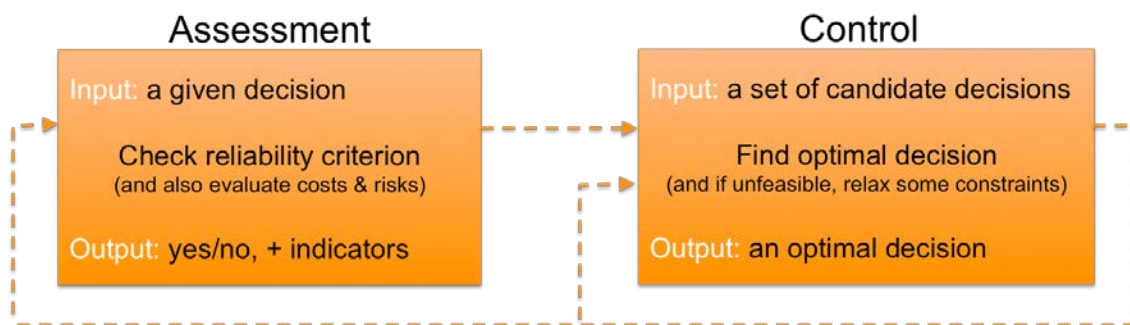 Assessment
Input: a given decision
Check reliability criterion
(and also evaluate costs & risks)
Output: yes/no, + indicators
Control
Input: a set of candidate decisions
Find optimal decision
(and if unfeasible, relax some constraints)
Output: an optimal decision